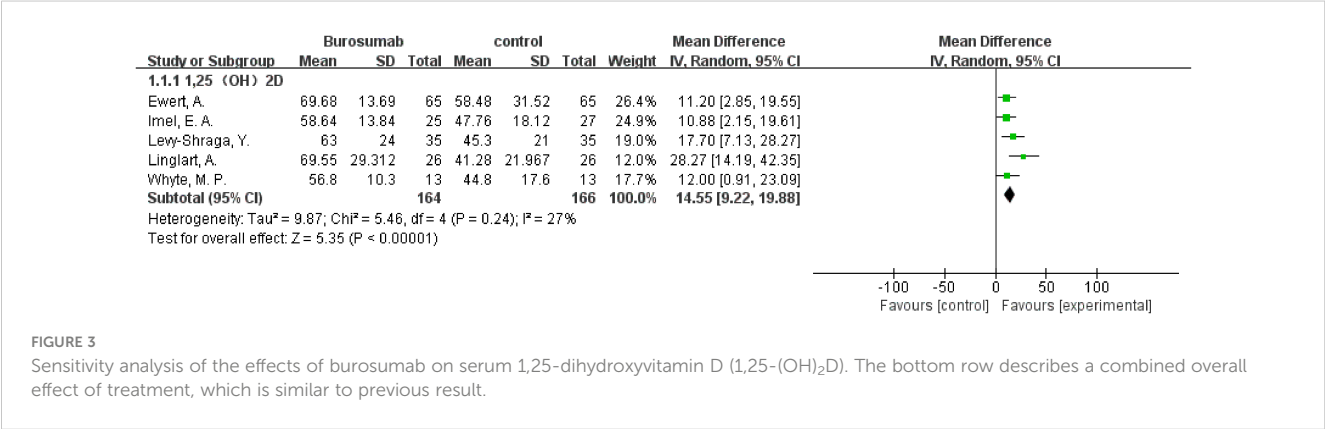 Burosumab control Mean Difference Mean Difference
Study or Subgroup Mean SD Total Mean SD Total Weight IV, Random, 95% CI IV, Random, 95% CI
1.1.1 1,25（OH）2D
Ewert, A. 69.68 13.69 65 58.48 31.52 65 26.4% 11.20 [2.85, 19.55]
Imel, E. A. 58.64 13.84 25 47.76 18.12 27 24.9% 10.88 [2.15, 19.61]
Levy-Shraga, Y. 63 24 35 45.3 21 35 19.0% 17.70 [7.13, 28.27]
Linglart, A. 69.55 29.312 26 41.28 21.967 26 12.0% 28.27 [14.19, 42.35]
Whyte, M. P. 56.8 10.3 13 44.8 17.6 13 17.7% 12.00 [0.91, 23.09]
Subtotal (95% CI) 164 166 100.0% 14.55 [9.22, 19.88]
Heterogeneity: Tau² = 9.87; Chi² = 5.46, df = 4 (P = 0.24); I² = 27%
Test for overall effect: Z = 5.35 (P < 0.00001)
-100 -50 0 50 100
Favours [control] Favours [experimental]
FIGURE 3
Sensitivity analysis of the effects of burosumab on serum 1,25-dihydroxyvitamin D (1,25-(OH)₂D). The bottom row describes a combined overall
effect of treatment, which is similar to previous result.